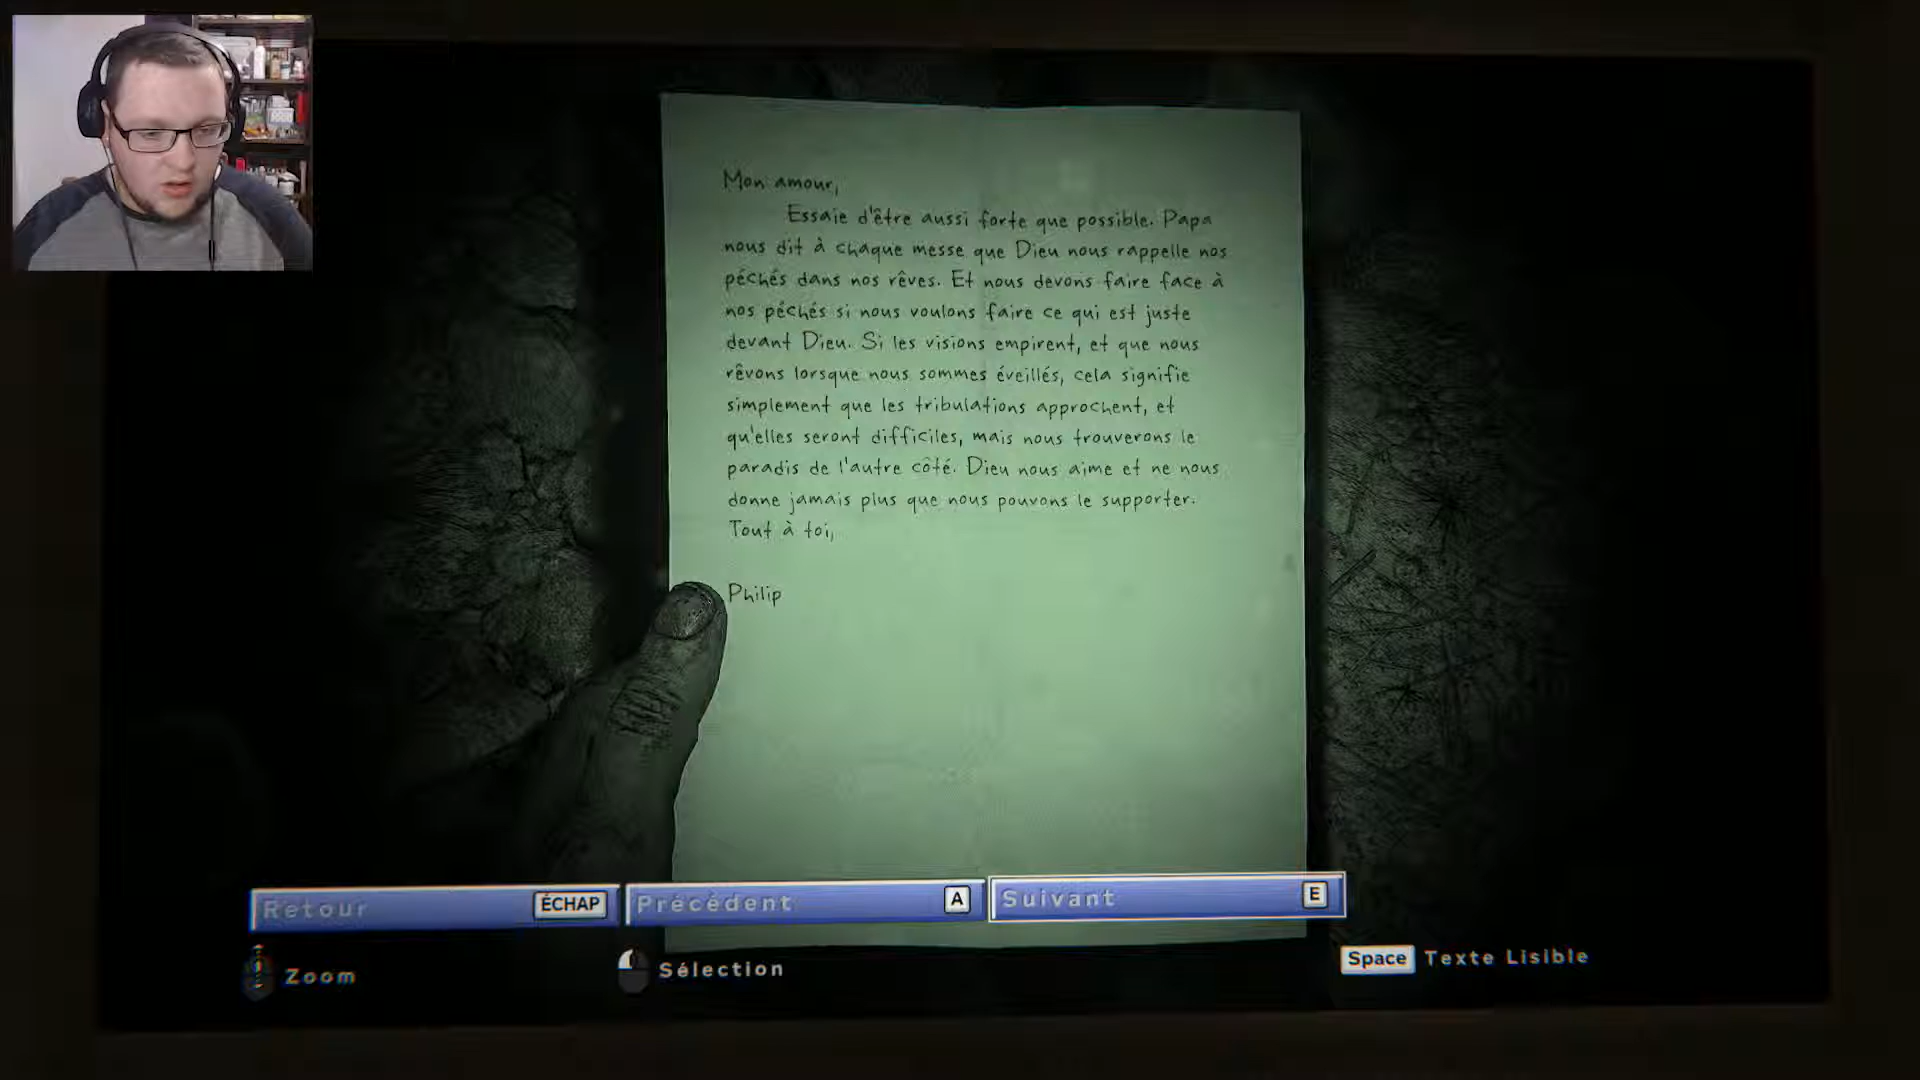 Mon amour,
Essaie d'être aussi forte que possible. Papa
nous dit à chaque messe que Dieu nous rappelle nos
péchés dans nos rêves. Et nous devons faire face à
nos péchés si nous voulons faire ce qui est juste
devant Dieu. Si les visions empirent, et que nous
rêvons lorsque nous sommes éveillés, cela signifie
simplement que les tribulations approchent, et
qu'elles seront difficiles, mais nous trouverons le
paradis de l'autre côté. Dieu nous aime et ne nous
donne jamais plus que nous pouvons le supporter.
Tout à toi,
Philip
Retour ÉCHAP Précédent A Suivant E
Zoom Sélection Space Texte Lisible